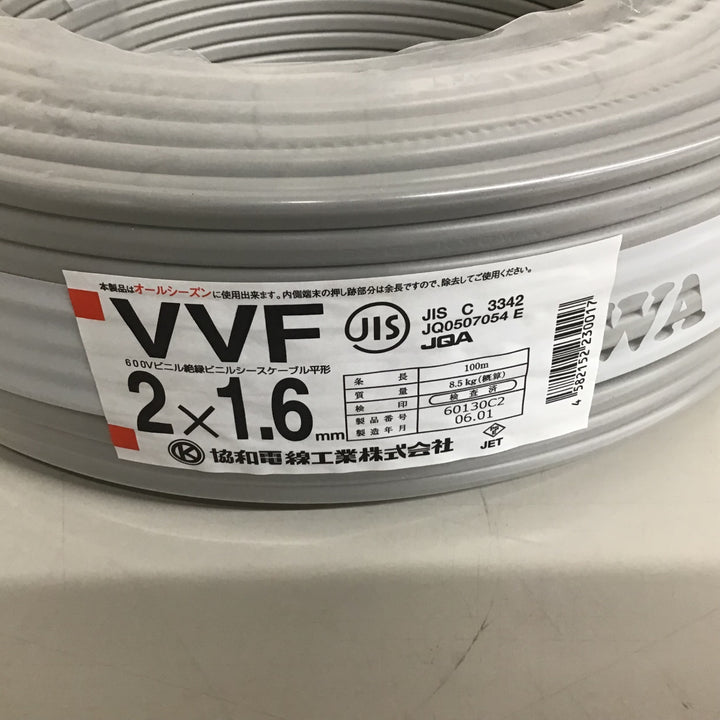 本製品はオールシーズンに使用出来ます。内側端末の押し跡部分は余長ですので、除去してご使用ください。
VVF
JIS
JIS C 3342
JQ0507054 E
JQA
600Vビニル絶縁ビニルシースケーブル平形
2×1.6mm
条長 100m
質量 8.5kg(概算)
検印 検査済
製品番号 60130C2
製造年月 06.01
K 協和電線工業株式会社
PS E
JET
4582152230017
WA